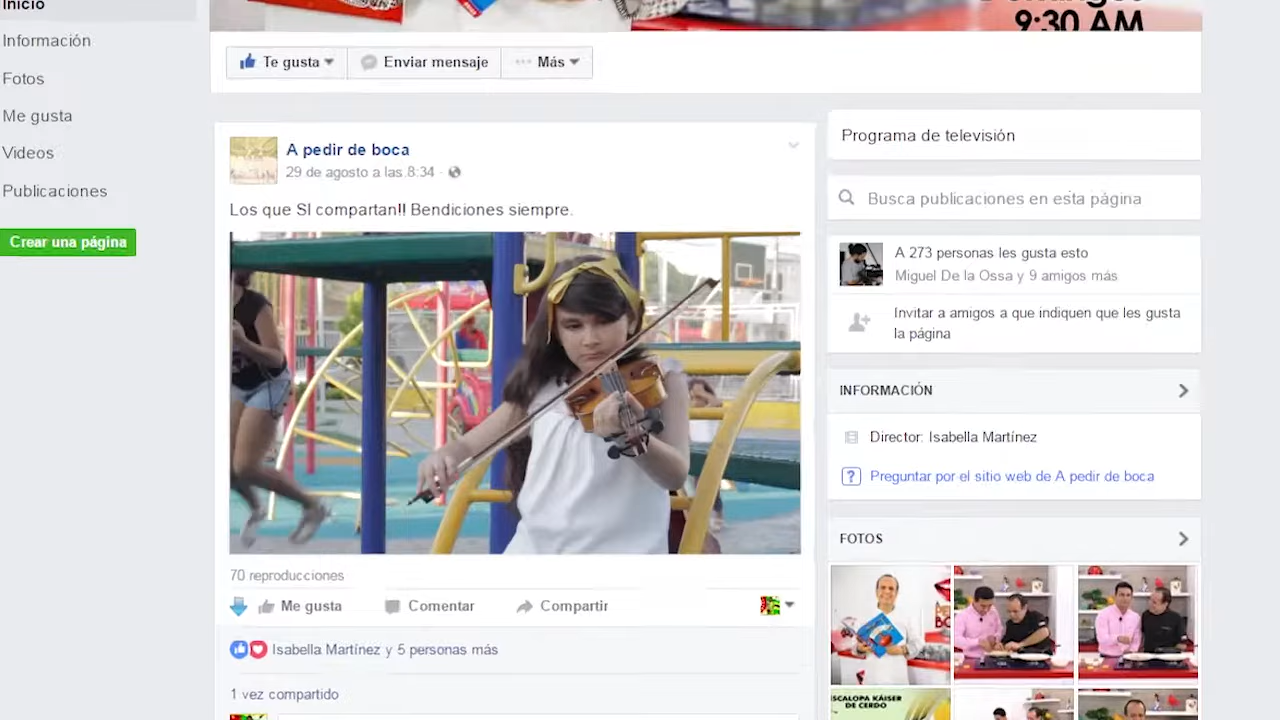 Inicio
Información
Fotos
Me gusta
Videos
Publicaciones
Crear una página
Domingos
9:30 AM
Te gusta
Enviar mensaje
Más
A pedir de boca
29 de agosto a las 8:34 ·
Los que SI compartan!! Bendiciones siempre.
70 reproducciones
Me gusta
Comentar
Compartir
Isabella Martínez y 5 personas más
1 vez compartido
Programa de televisión
Busca publicaciones en esta página
A 273 personas les gusta esto
Miguel De la Ossa y 9 amigos más
Invitar a amigos a que indiquen que les gusta
la página
INFORMACIÓN
Director: Isabella Martínez
? Preguntar por el sitio web de A pedir de boca
FOTOS
ESCALOPA KÁISER
DE CERDO